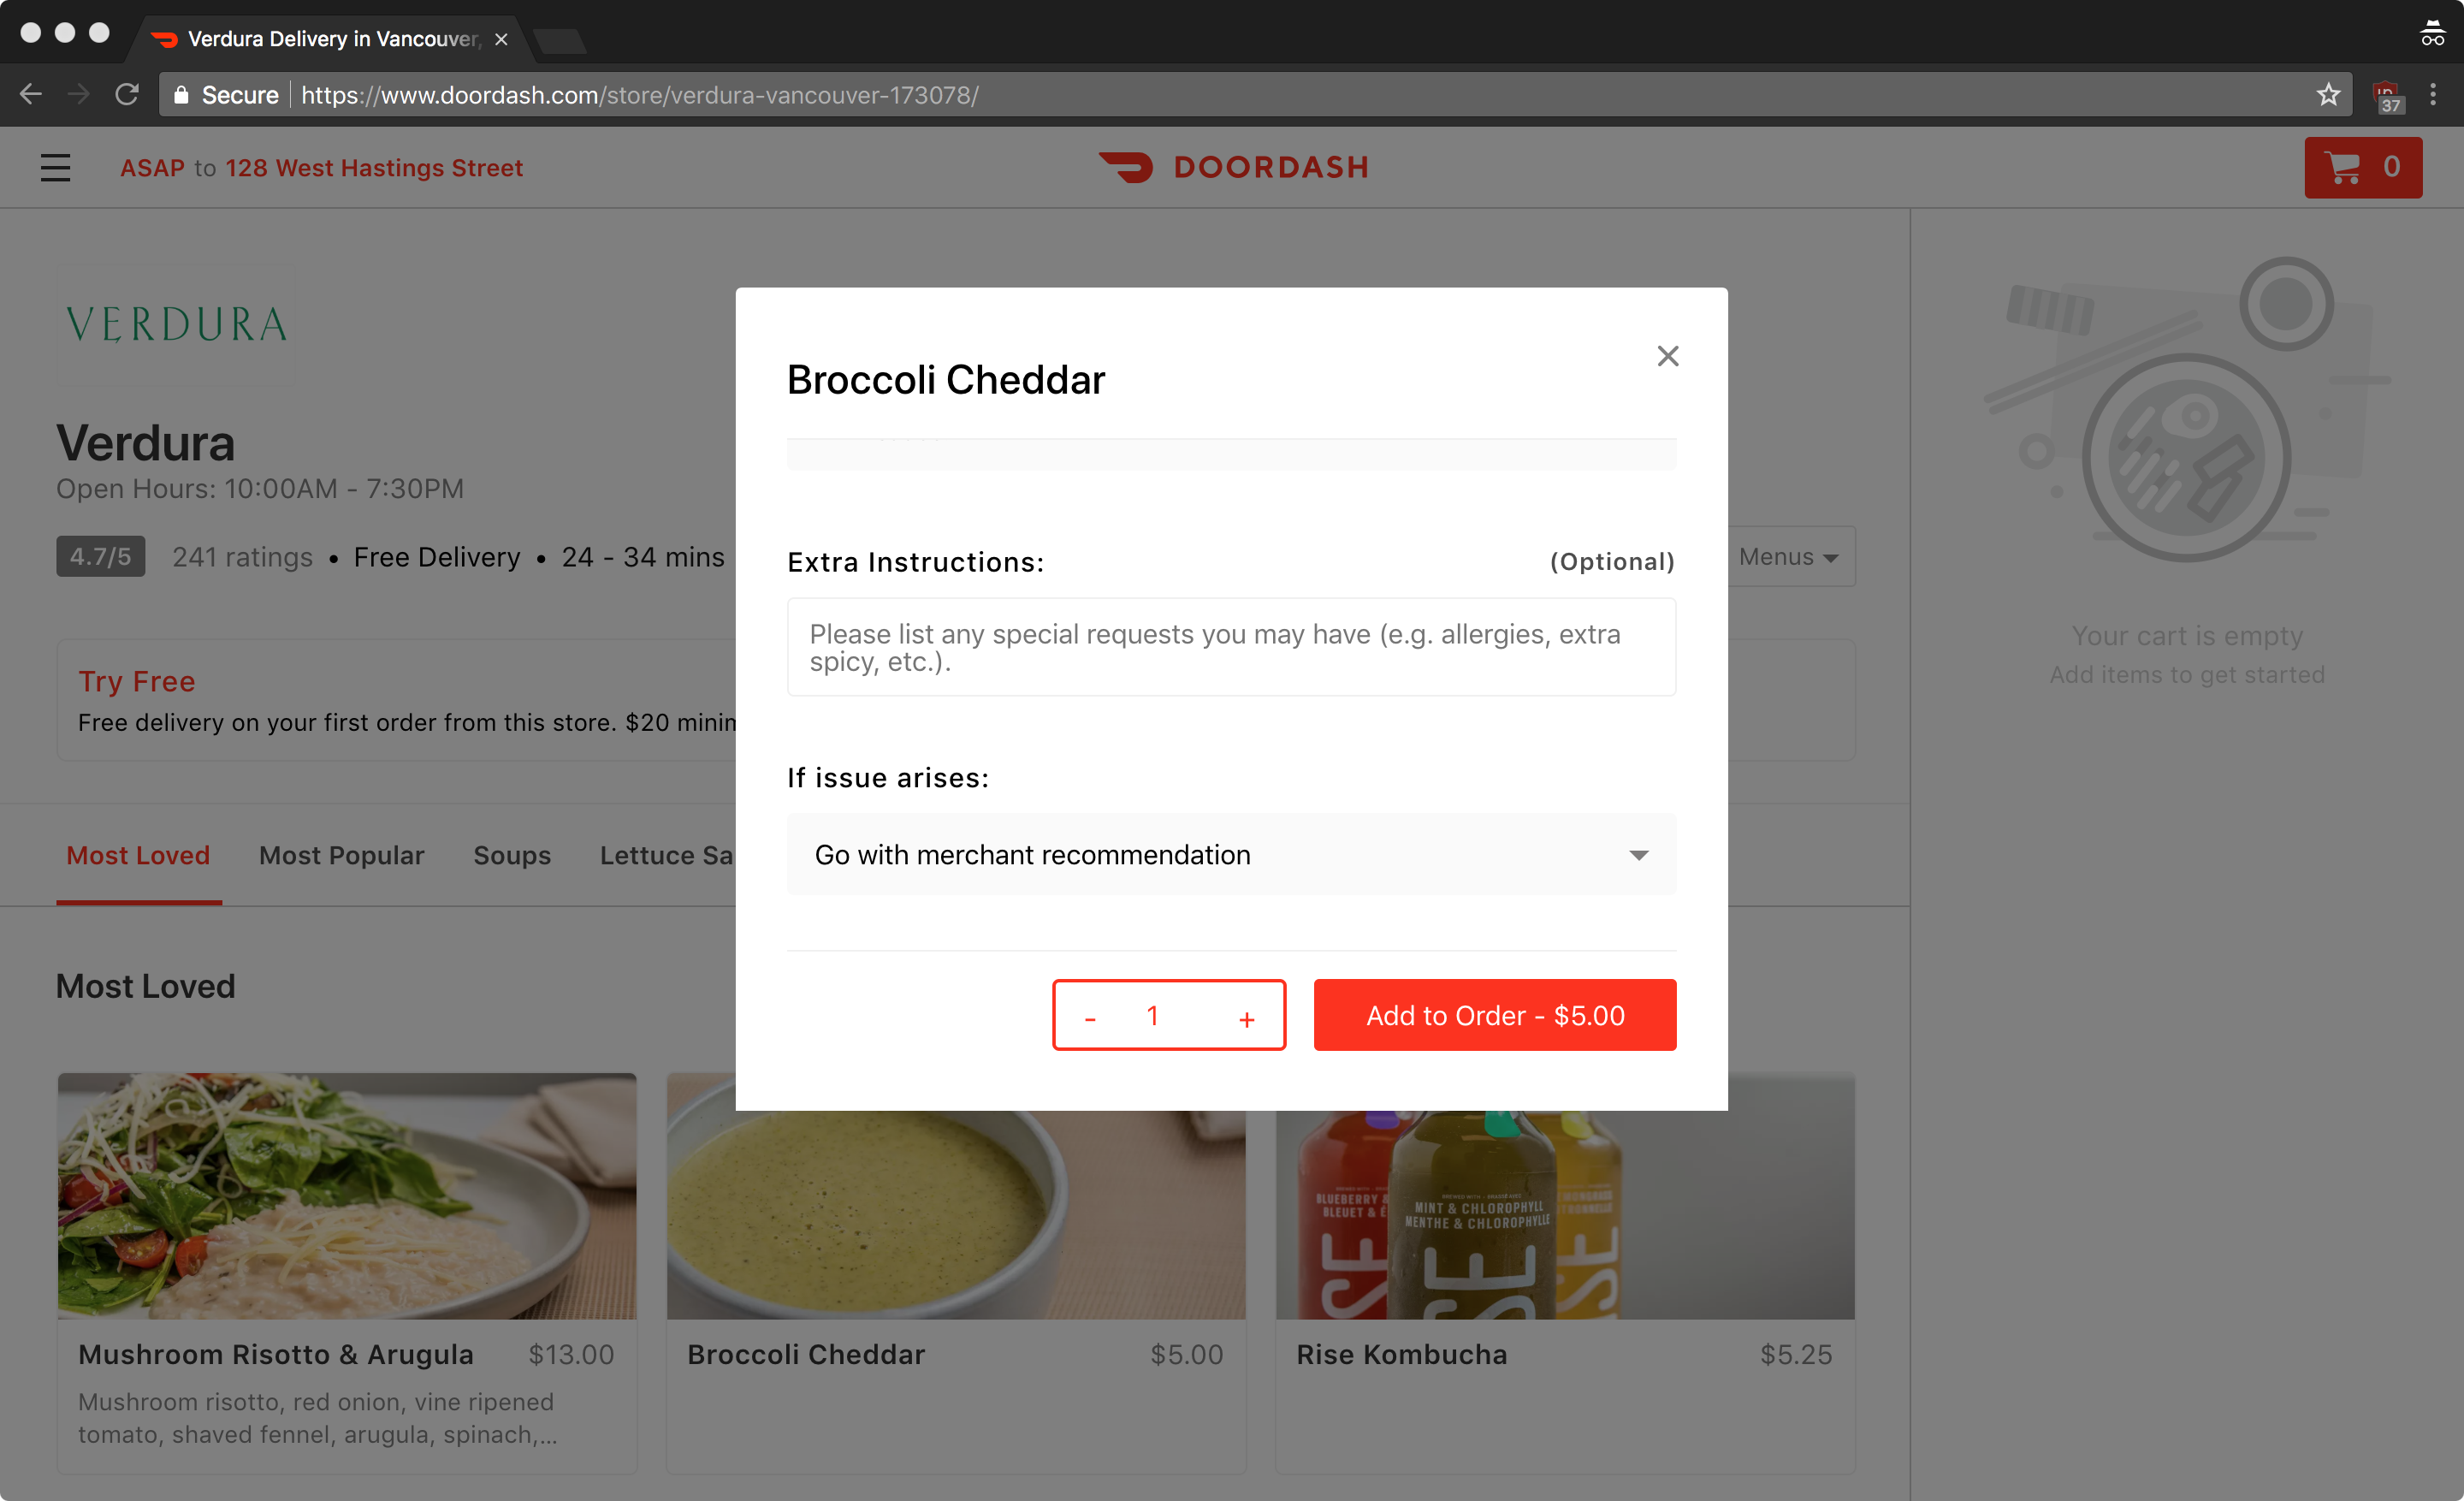 Verdura Delivery in Vancouver,
Secure https://www.doordash.com/store/verdura-vancouver-173078/
37
ASAP to 128 West Hastings Street
DOORDASH
0
VERDURA
Verdura
Open Hours: 10:00AM - 7:30PM
4.7/5 241 ratings • Free Delivery • 24 - 34 mins
Menus
Try Free
Free delivery on your first order from this store. $20
Most Loved Most Popular Soups Lettuce
Most Loved
Broccoli Cheddar
Extra Instructions: (Optional)
Please list any special requests you may have (e.g. allergies, extra
spicy, etc.).
If issue arises:
Go with merchant recommendation
- 1 +
Add to Order - $5.00
Your cart is empty
Add items to get started
BLUEBERRY &
BLEUET &
MINT & CHLOROPHYLL
MENTHE & CHLOROPHYLLE
Mushroom Risotto & Arugula $13.00
Mushroom risotto, red onion, vine ripened
tomato, shaved fennel, arugula, spinach,...
Broccoli Cheddar $5.00
Rise Kombucha $5.25